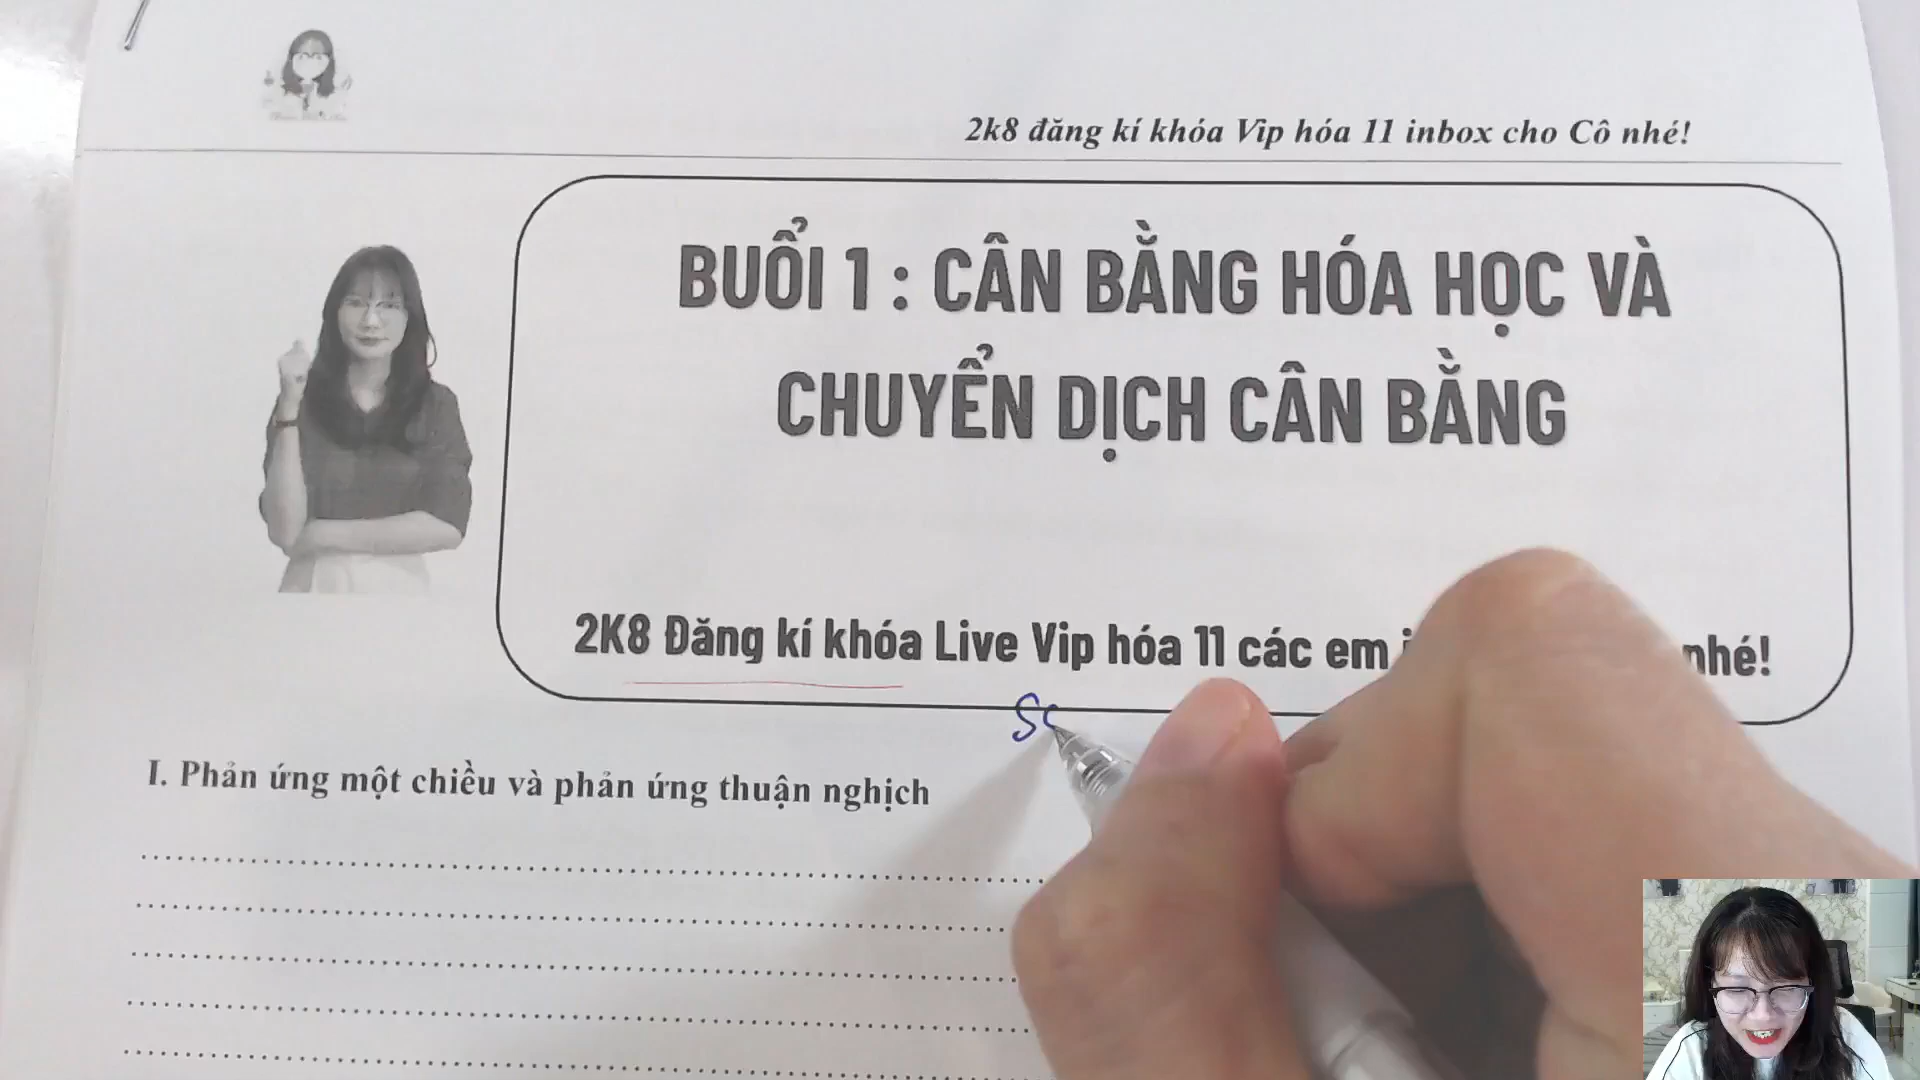 2k8 đăng kí khóa Vip hóa 11 inbox cho Cô nhé!
BUỔI 1 : CÂN BẰNG HÓA HỌC VÀ
CHUYỂN DỊCH CÂN BẰNG
2K8 Đăng kí khóa Live Vip hóa 11 các em nhé!
I. Phản ứng một chiều và phản ứng thuận nghịch